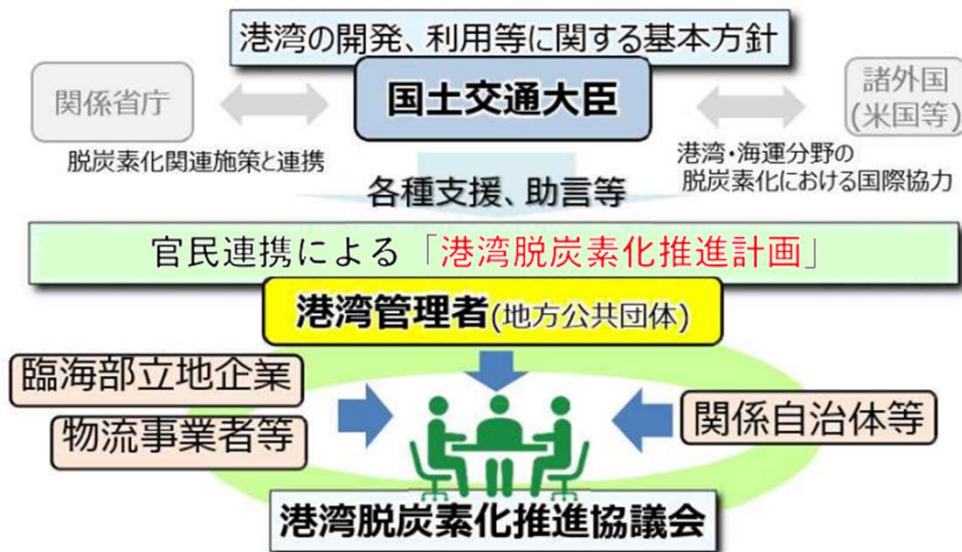 港湾の開発、利用等に関する基本方針
関係省庁
国土交通大臣
諸外国
(米国等)
脱炭素化関連施策と連携
港湾・海運分野の
脱炭素化における国際協力
各種支援、助言等
官民連携による「港湾脱炭素化推進計画」
港湾管理者(地方公共団体)
臨海部立地企業
物流事業者等
関係自治体等
港湾脱炭素化推進協議会